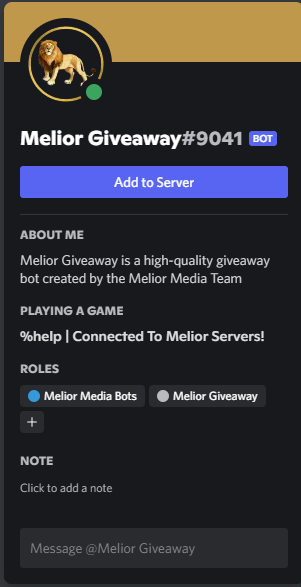 Melior Giveaway#9041 BOT
Add to Server
ABOUT ME
Melior Giveaway is a high-quality giveaway
bot created by the Melior Media Team
PLAYING A GAME
%help | Connected To Melior Servers!
ROLES
Melior Media Bots Melior Giveaway
+
NOTE
Click to add a note
Message @Melior Giveaway